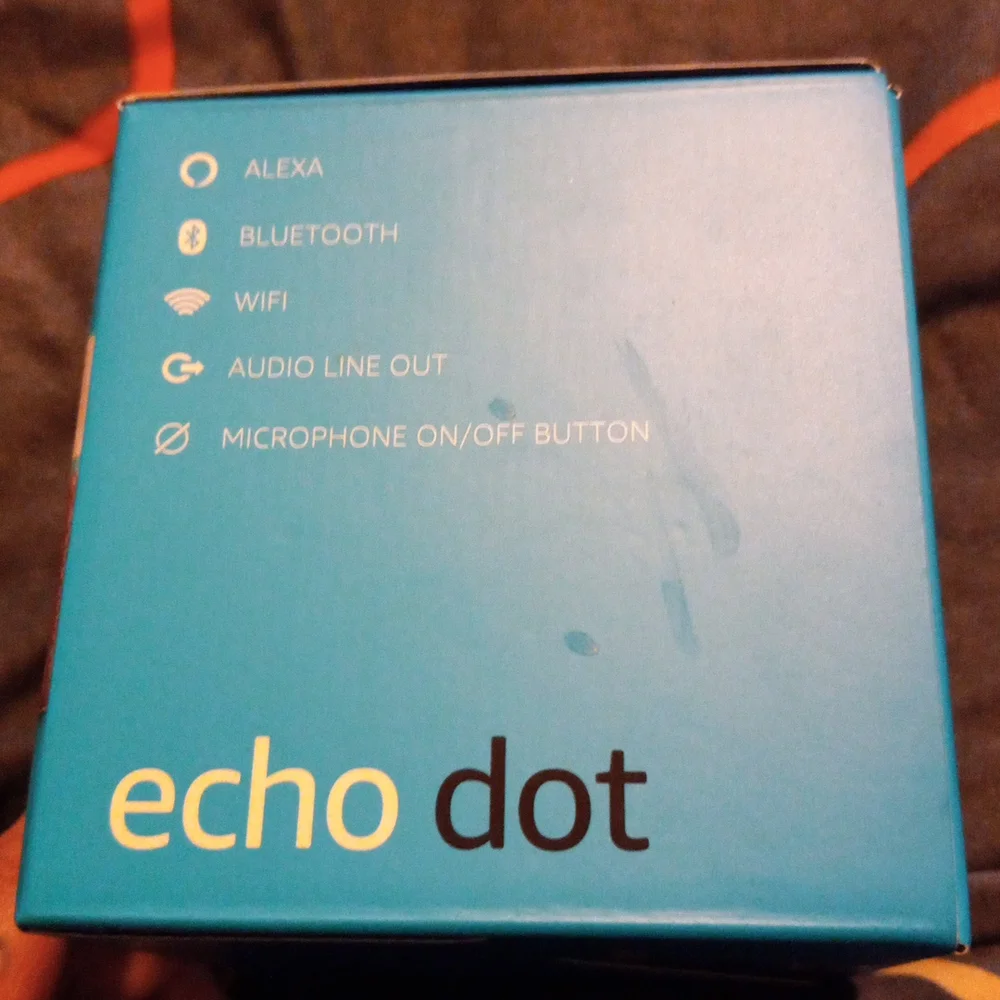 ALEXA
BLUETOOTH
WIFI
AUDIO LINE OUT
MICROPHONE ON/OFF BUTTON
echo dot